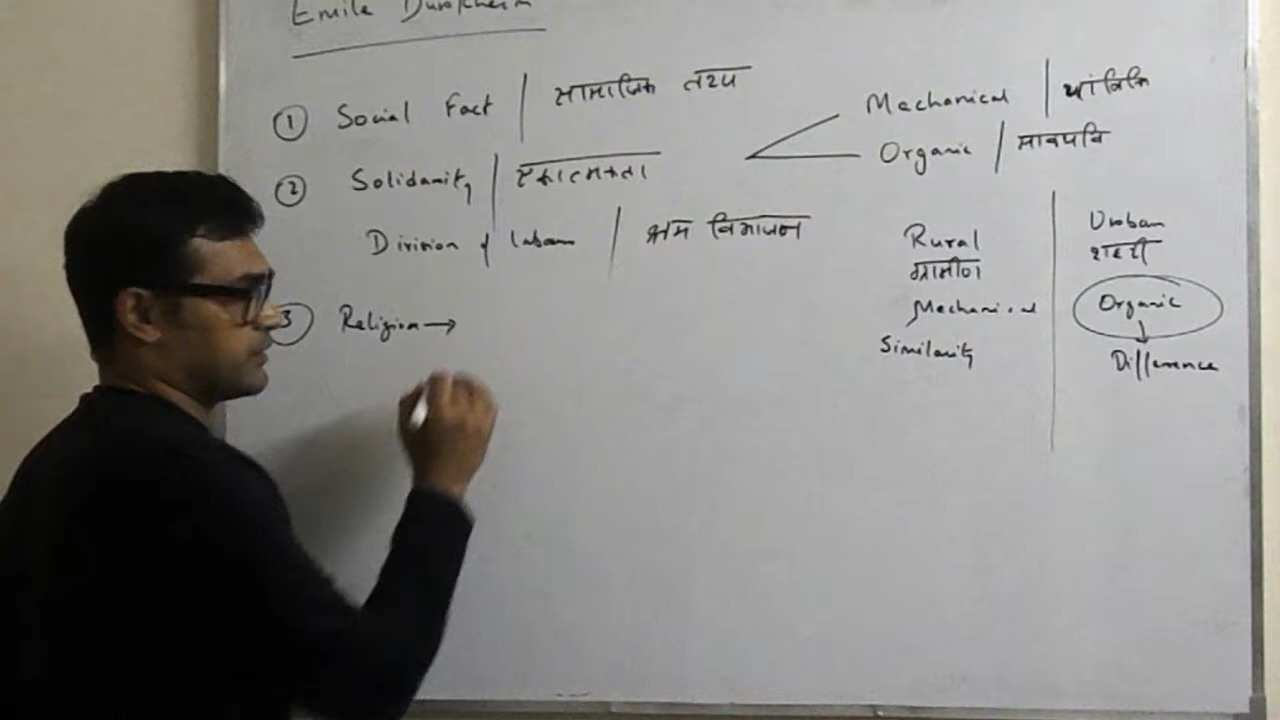 Emile Durkheim
① Social Fact | सामाजिक तथ्य
Mechanical | यांत्रिक
② Solidarity | एकात्मकता
Organic | सावयवि
Division of labour | श्रम विभाजन
Rural
ग्रामीण
Mechanical
Similarity
Urban
शहरी
Organic
Difference
3 Religion →